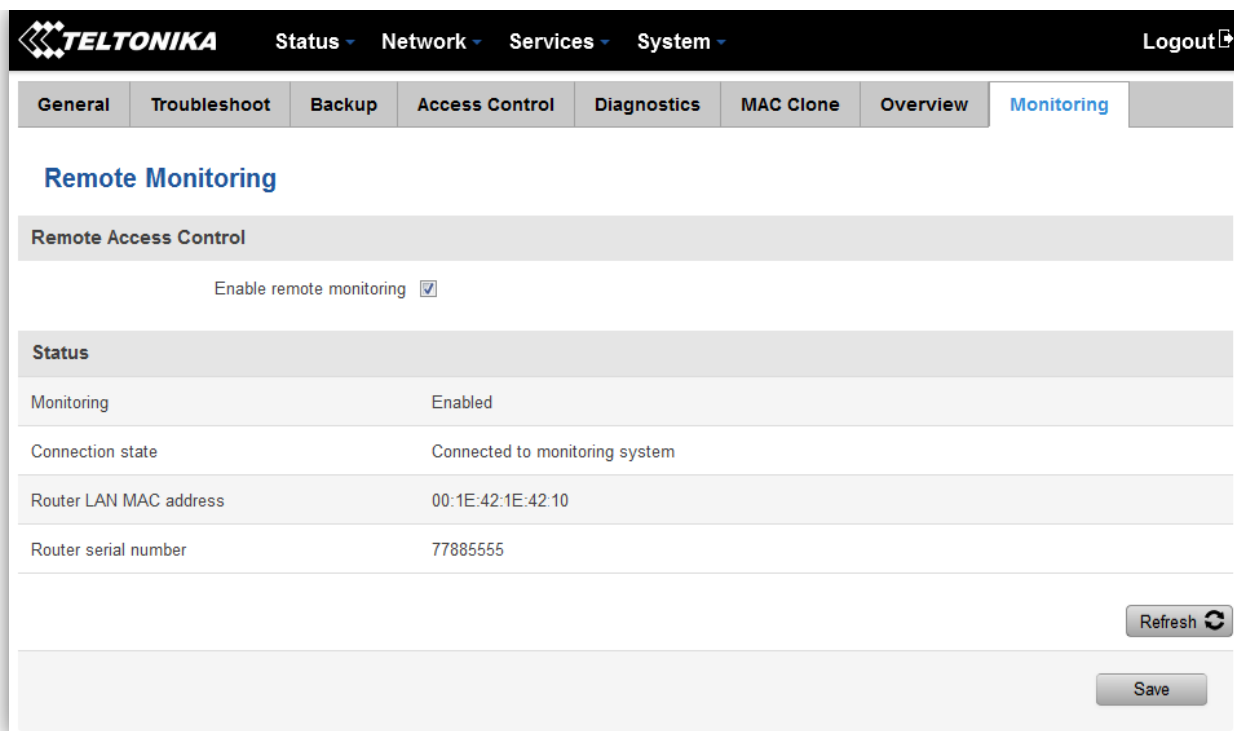 TELTONIKA Status Network Services System Logout
General Troubleshoot Backup Access Control Diagnostics MAC Clone Overview Monitoring
Remote Monitoring
Remote Access Control
Enable remote monitoring
Status
Monitoring Enabled
Connection state Connected to monitoring system
Router LAN MAC address 00:1E:42:1E:42:10
Router serial number 77885555
Refresh
Save